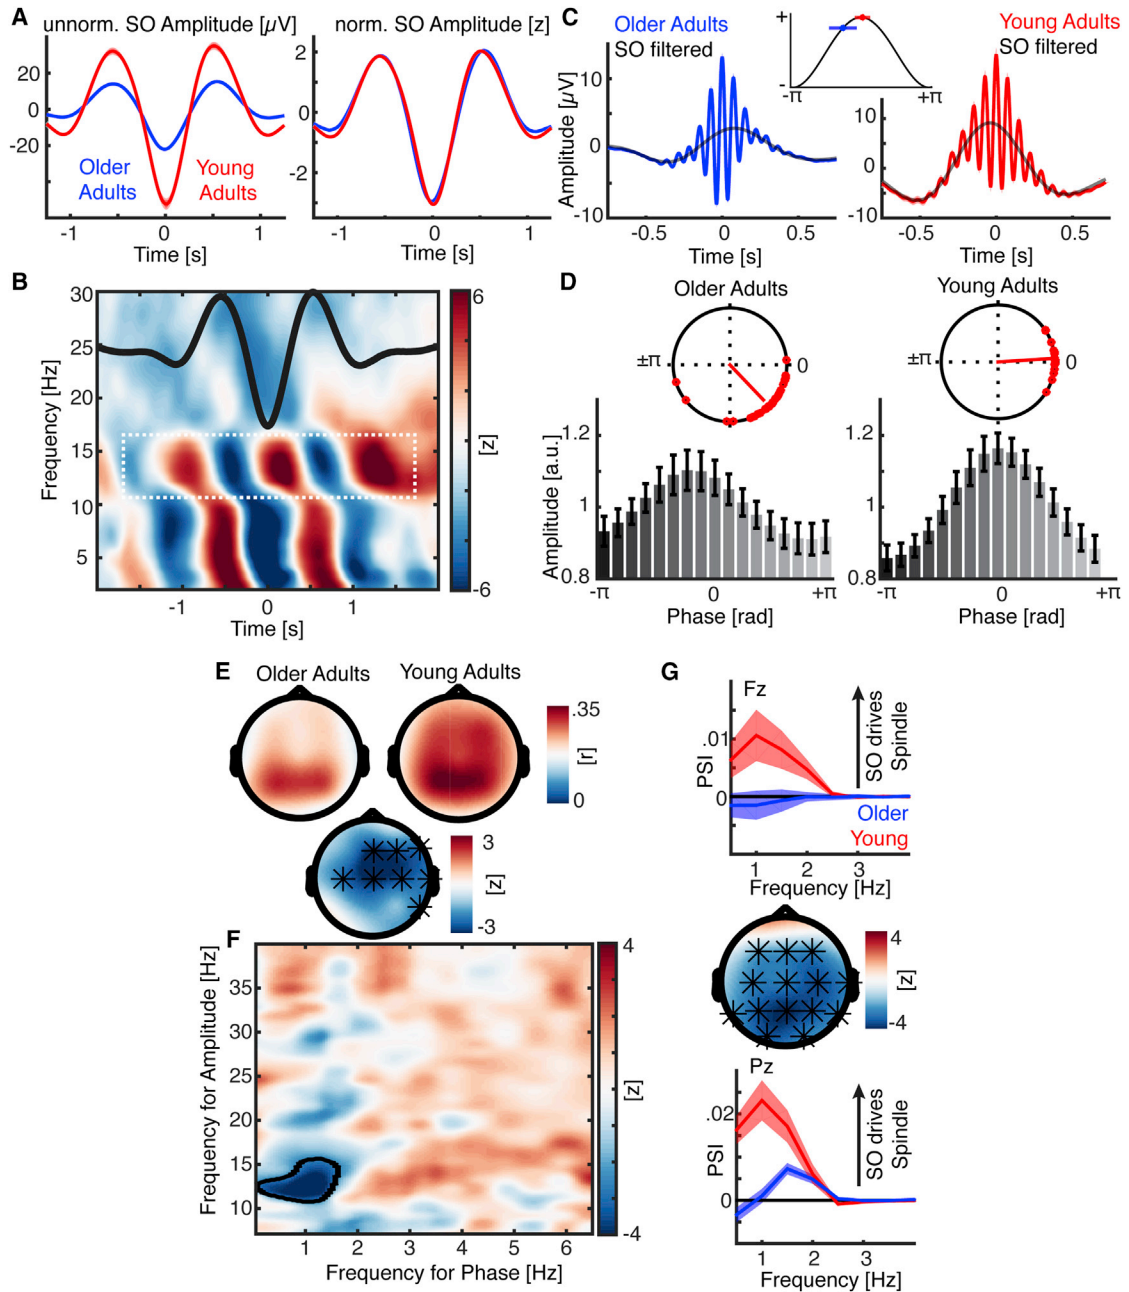 A
unnorm. SO Amplitude [µV]
norm. SO Amplitude [z]
20
0
-20
Older
Adults
Young
Adults
-1
0
1
Time [s]
2
0
-2
-1
0
1
Time [s]
B
30
25
20
15
10
5
Frequency [Hz]
-1
0
1
Time [s]
6
-6
[z]
C
Older Adults
SO filtered
+
-
-π
+π
Young Adults
SO filtered
Amplitude [µV]
10
0
-10
-0.5
0
0.5
Time [s]
10
0
-10
-0.5
0
0.5
Time [s]
D
Older Adults
±π
0
Young Adults
±π
0
Amplitude [a.u.]
1.2
1
0.8
-π
0
+π
Phase [rad]
1.2
1
0.8
-π
0
+π
Phase [rad]
E
Older Adults
Young Adults
.35
0
[r]
3
-3
[z]
F
Frequency for Amplitude [Hz]
35
30
25
20
15
10
1 2 3 4 5 6
Frequency for Phase [Hz]
4
-4
[z]
G
Fz
PSI
.01
0
SO drives
Spindle
Older
Young
1
2
3
Frequency [Hz]
4
-4
[z]
Pz
PSI
.02
0
SO drives
Spindle
1
2
3
Frequency [Hz]